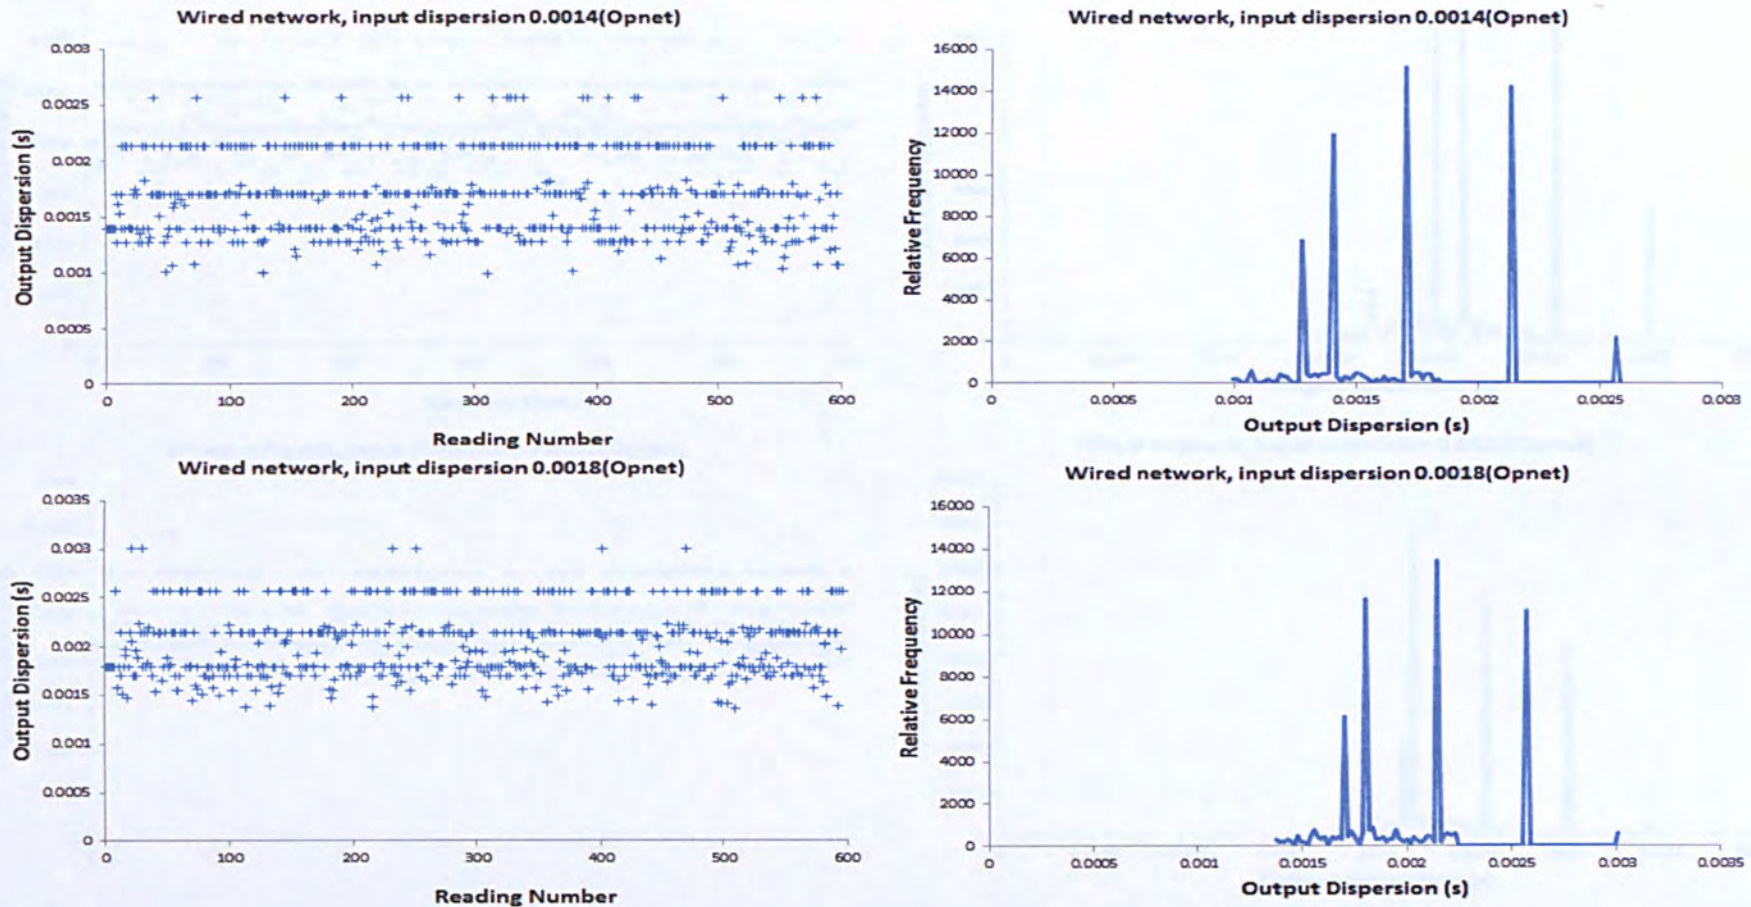 Wired network, input dispersion 0.0014(Opnet)
Output Dispersion (s)
0.003
0.0025
0.002
0.0015
0.001
0.0005
0
0 100 200 300 400 500 600
Reading Number
Wired network, input dispersion 0.0014(Opnet)
Relative Frequency
16000
14000
12000
10000
8000
6000
4000
2000
0
0 0.0005 0.001 0.0015 0.002 0.0025 0.003
Output Dispersion (s)
Wired network, input dispersion 0.0018(Opnet)
Output Dispersion (s)
0.0035
0.003
0.0025
0.002
0.0015
0.001
0.0005
0
0 100 200 300 400 500 600
Reading Number
Wired network, input dispersion 0.0018(Opnet)
Relative Frequency
16000
14000
12000
10000
8000
6000
4000
2000
0
0 0.0005 0.001 0.0015 0.002 0.0025 0.003 0.0035
Output Dispersion (s)